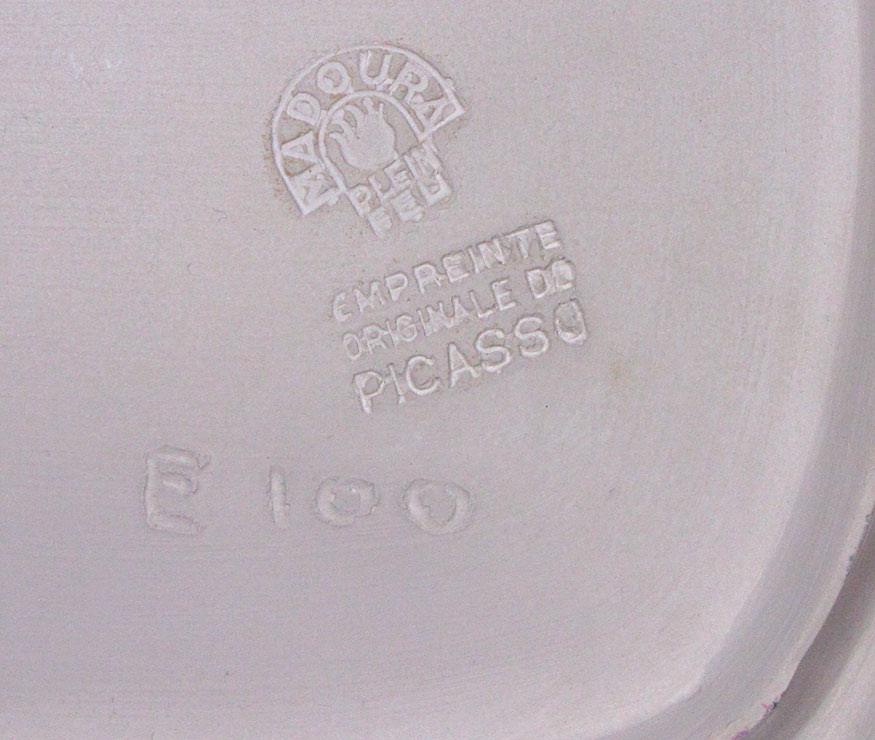 MADOURA
PLEIN
FEU
EMPREINTE
ORIGINALE DE
PICASSO
E 100